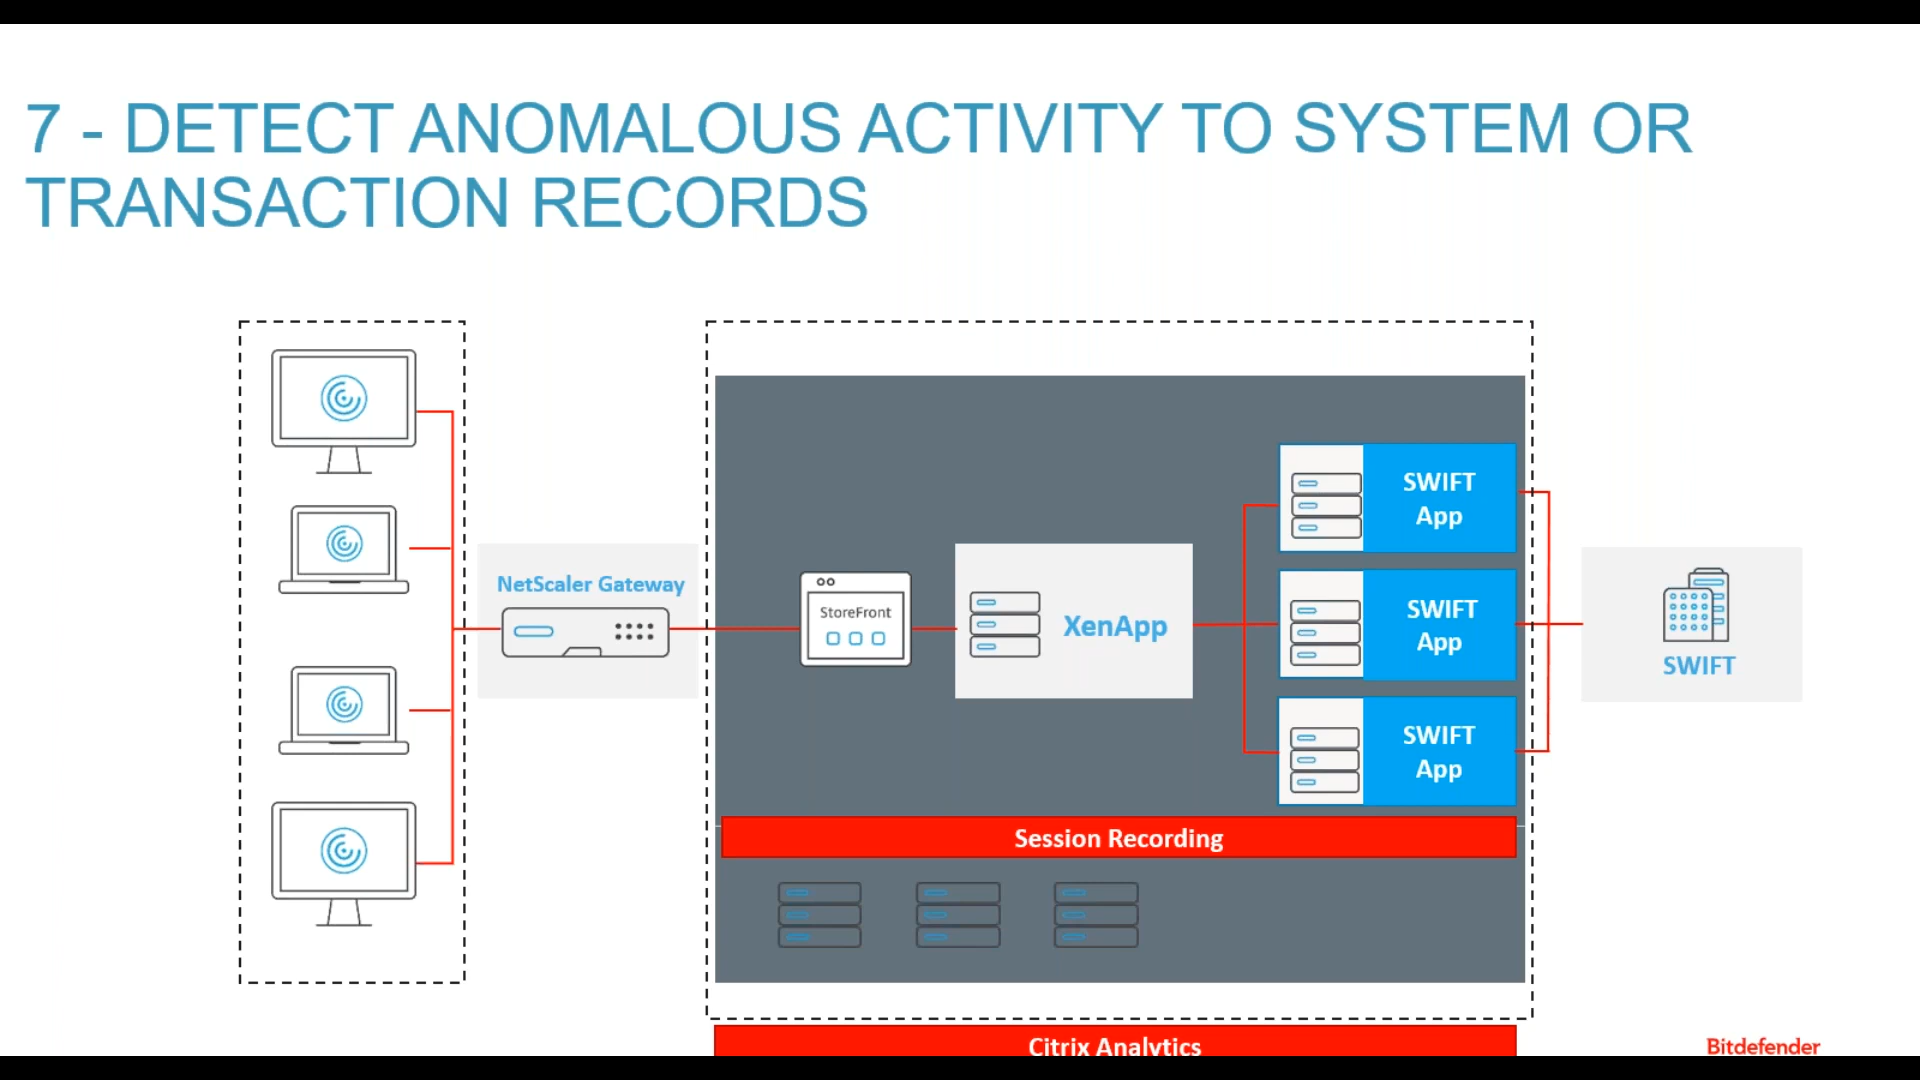 7 - DETECT ANOMALOUS ACTIVITY TO SYSTEM OR
TRANSACTION RECORDS
NetScaler Gateway
StoreFront
XenApp
SWIFT
App
SWIFT
App
SWIFT
App
SWIFT
Session Recording
Citrix Analytics
Bitdefender